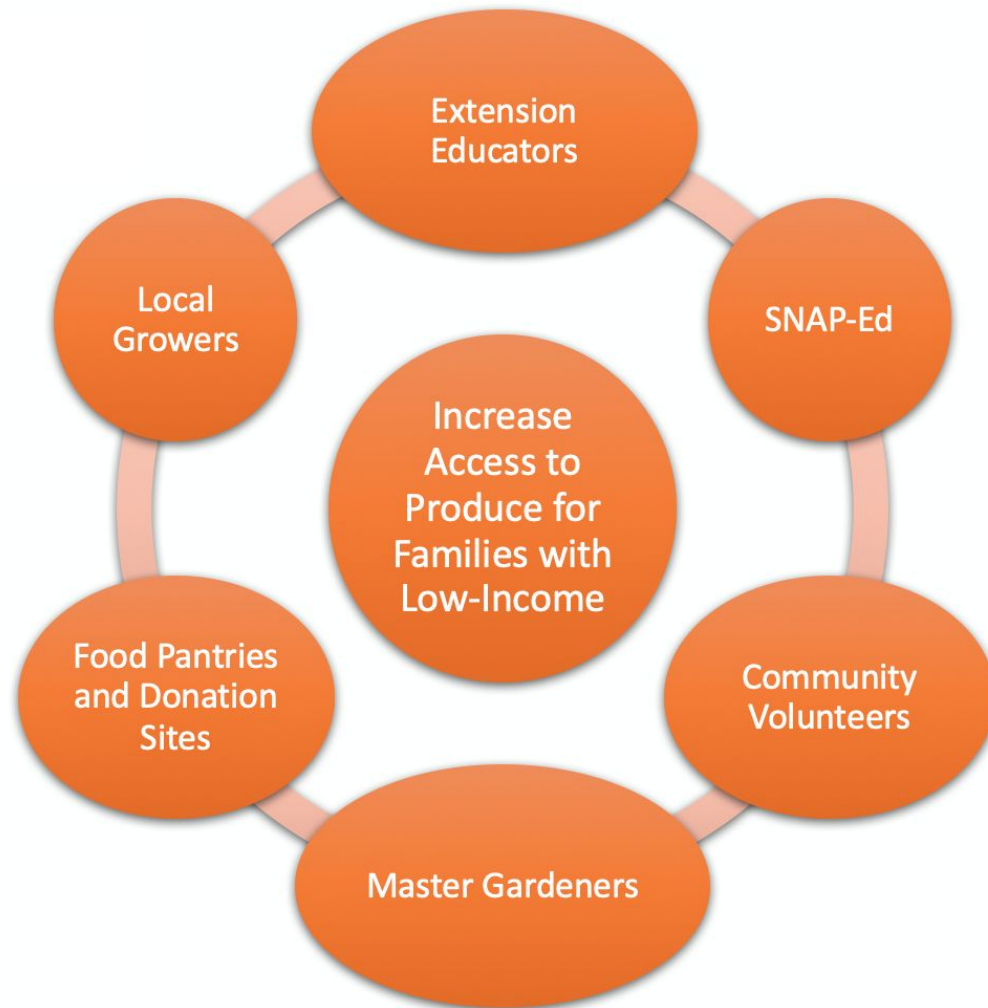 Extension
Educators
SNAP-Ed
Community
Volunteers
Master Gardeners
Food Pantries
and Donation
Sites
Local
Growers
Increase
Access to
Produce for
Families with
Low-Income